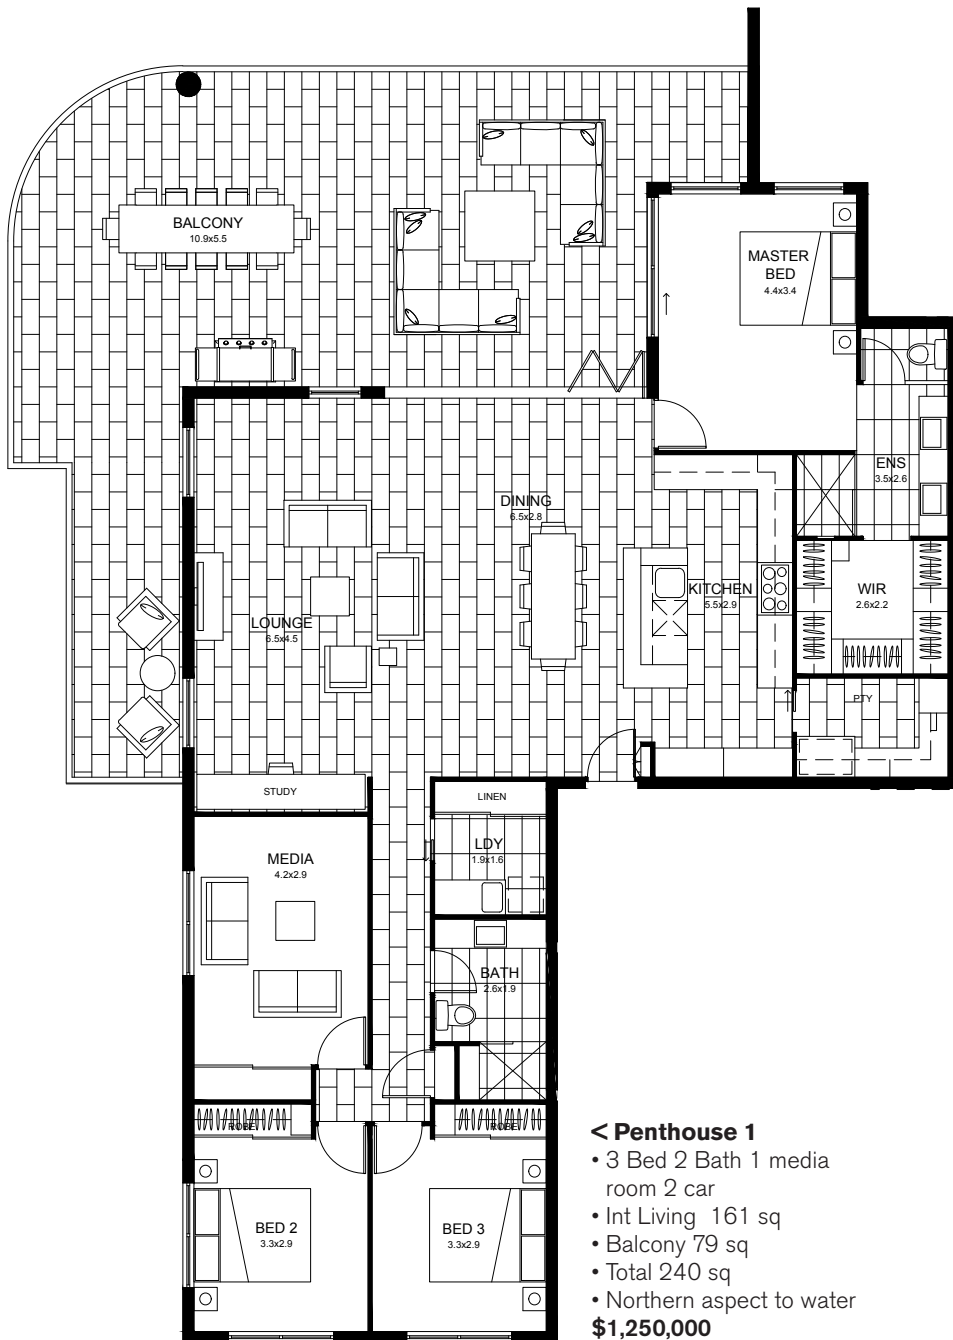 BALCONY
10.9x5.5
MASTER
BED
4.4x3.4
ENS
3.5x2.6
DINING
6.5x2.8
KITCHEN
5.5x2.9
WIR
2.6x2.2
LOUNGE
6.5x4.5
PTY
STUDY
LINEN
LDY
1.9x1.6
MEDIA
4.2x2.9
BATH
2.6x1.9
ROBE
ROBE
BED 2
3.3x2.9
BED 3
3.3x2.9
< Penthouse 1
• 3 Bed 2 Bath 1 media
room 2 car
• Int Living 161 sq
• Balcony 79 sq
• Total 240 sq
• Northern aspect to water
$1,250,000